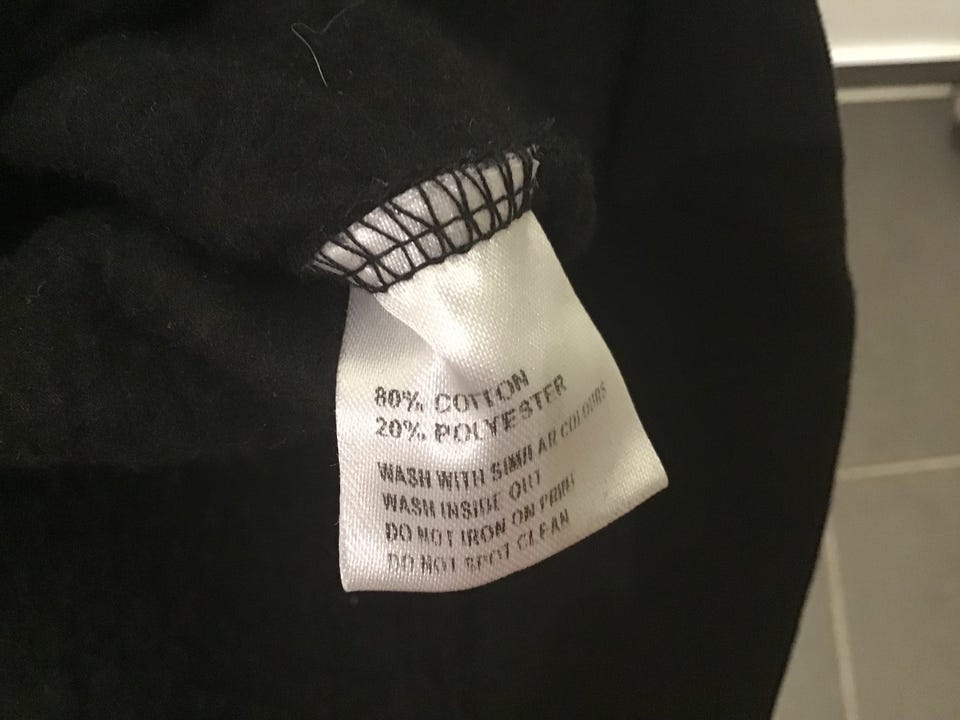 80% COTTON
20% POLYESTER
WASH WITH SIMILAR COLOURS
WASH INSIDE OUT
DO NOT IRON ON PRINT
DO NOT SPOT CLEAN